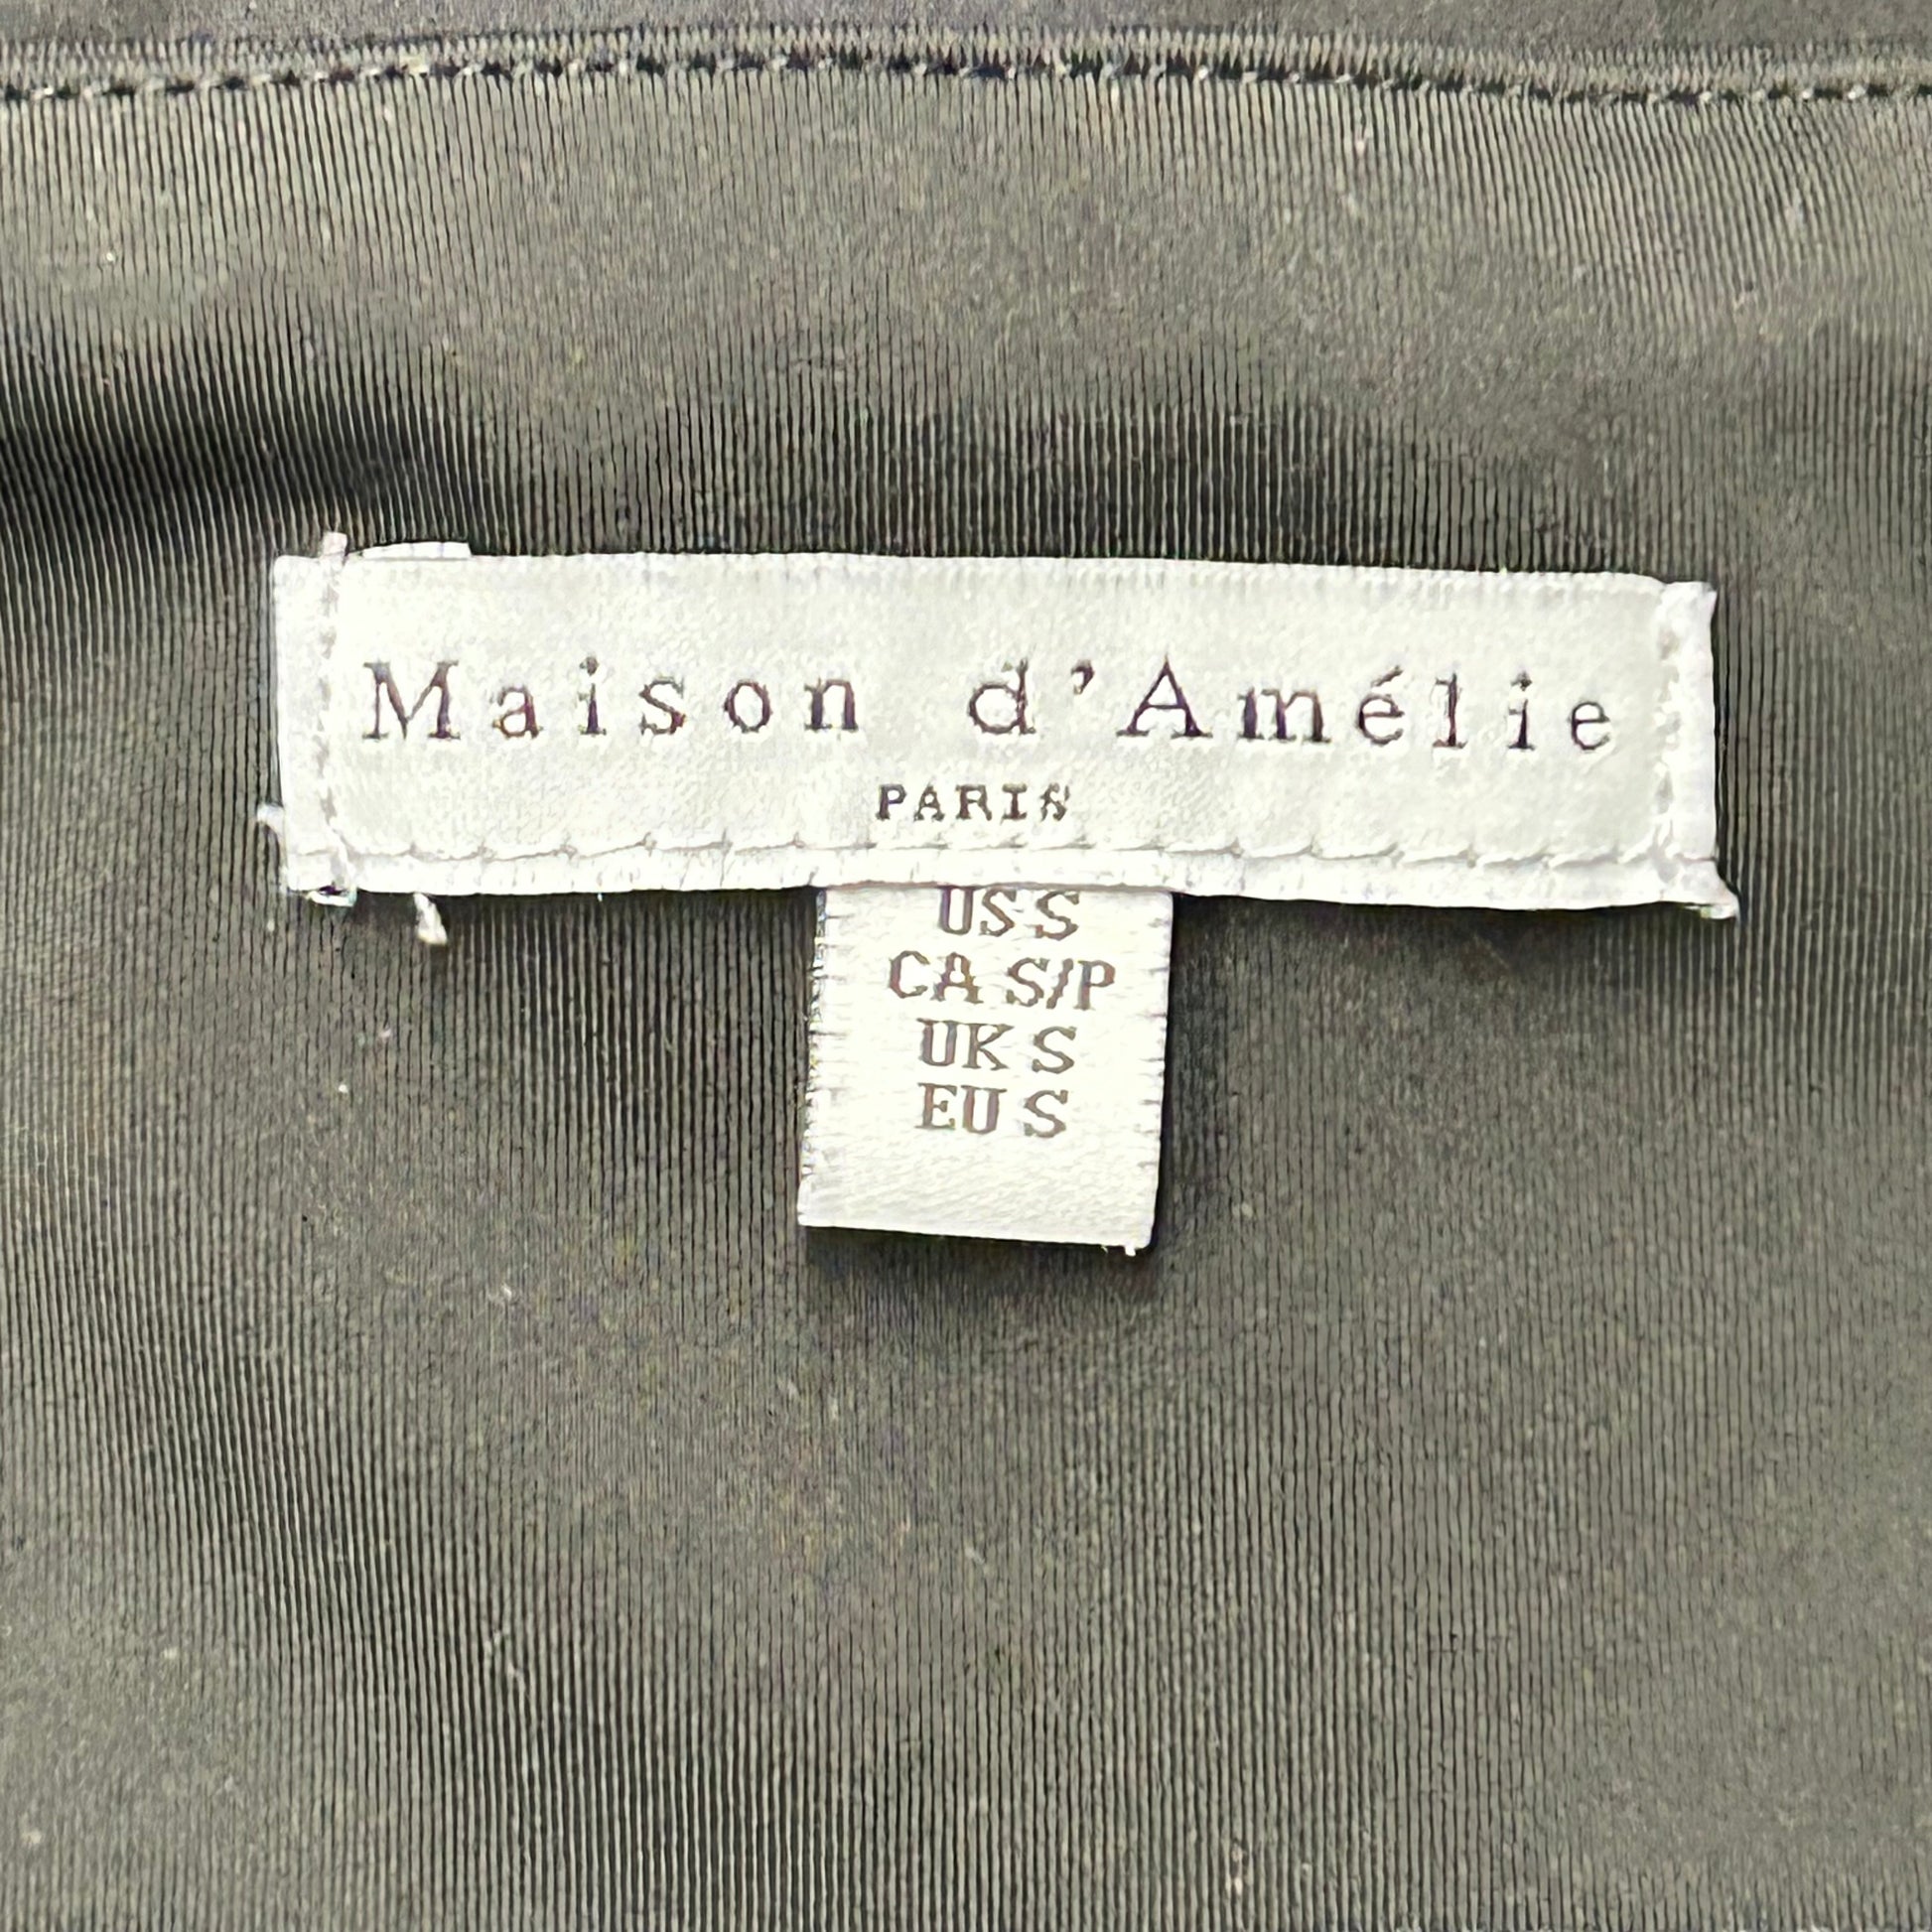 Maison d'Amélie
PARIS
US S
CA S/P
UK S
EU S